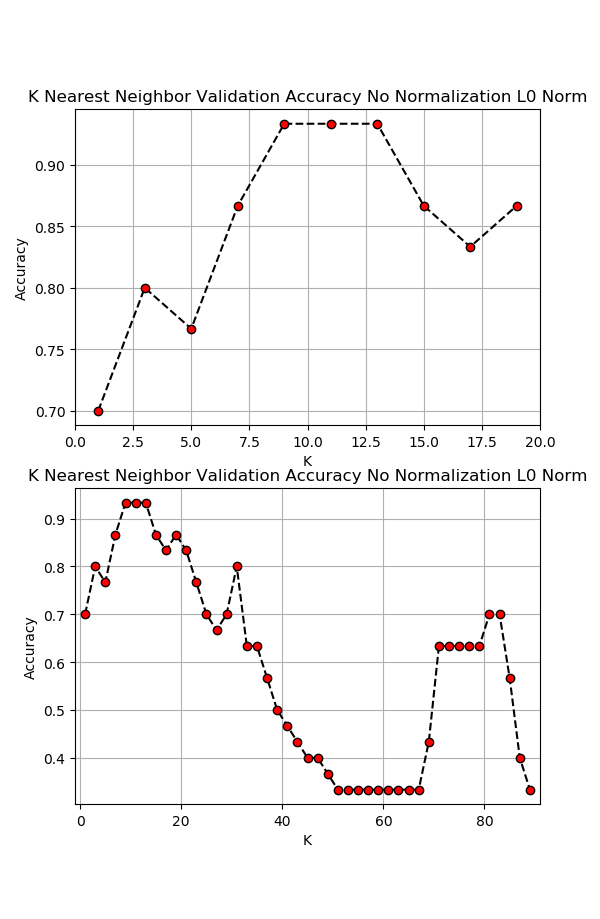 K Nearest Neighbor Validation Accuracy No Normalization L0 Norm
0.90
0.85
0.80
0.75
0.70
Accuracy
0.0 2.5 5.0 7.5 10.0 12.5 15.0 17.5 20.0
K
K Nearest Neighbor Validation Accuracy No Normalization L0 Norm
0.9
0.8
0.7
0.6
0.5
0.4
Accuracy
0 20 40 60 80
K